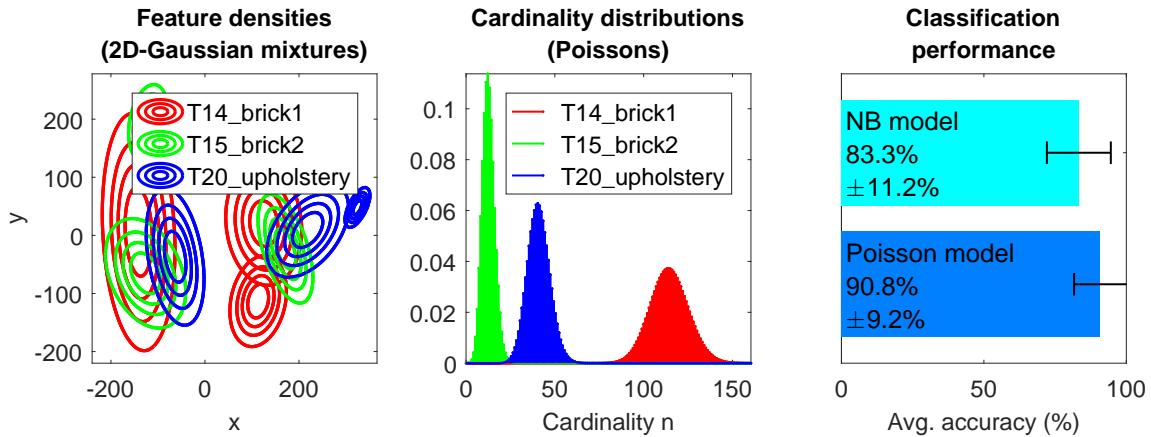 Feature densities
(2D-Gaussian mixtures)
200
100
0
-100
-200
y
-200
0
200
x
T14_brick1
T15_brick2
T20_upholstery
Cardinality distributions
(Poissons)
0.1
0.08
0.06
0.04
0.02
0
0
50
100
150
Cardinality n
T14_brick1
T15_brick2
T20_upholstery
Classification
performance
NB model
83.3%
±11.2%
Poisson model
90.8%
±9.2%
0
50
100
Avg. accuracy (%)